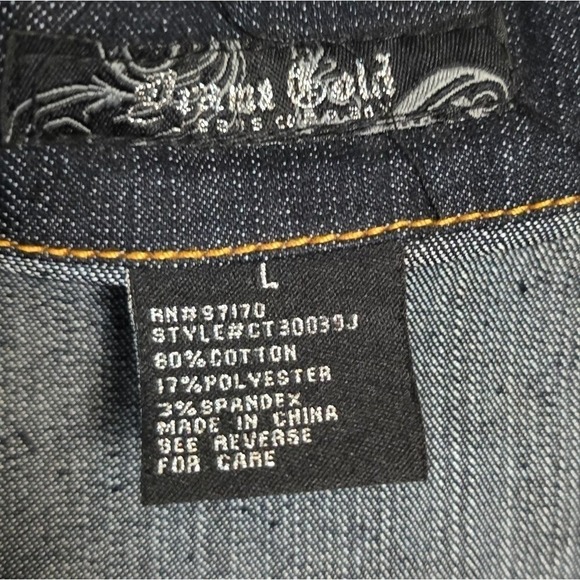 L
RN#97170
STYLE#CT30039J
80%COTTON
17%POLYESTER
3%SPANDEX
MADE IN CHINA
SEE REVERSE
FOR CARE